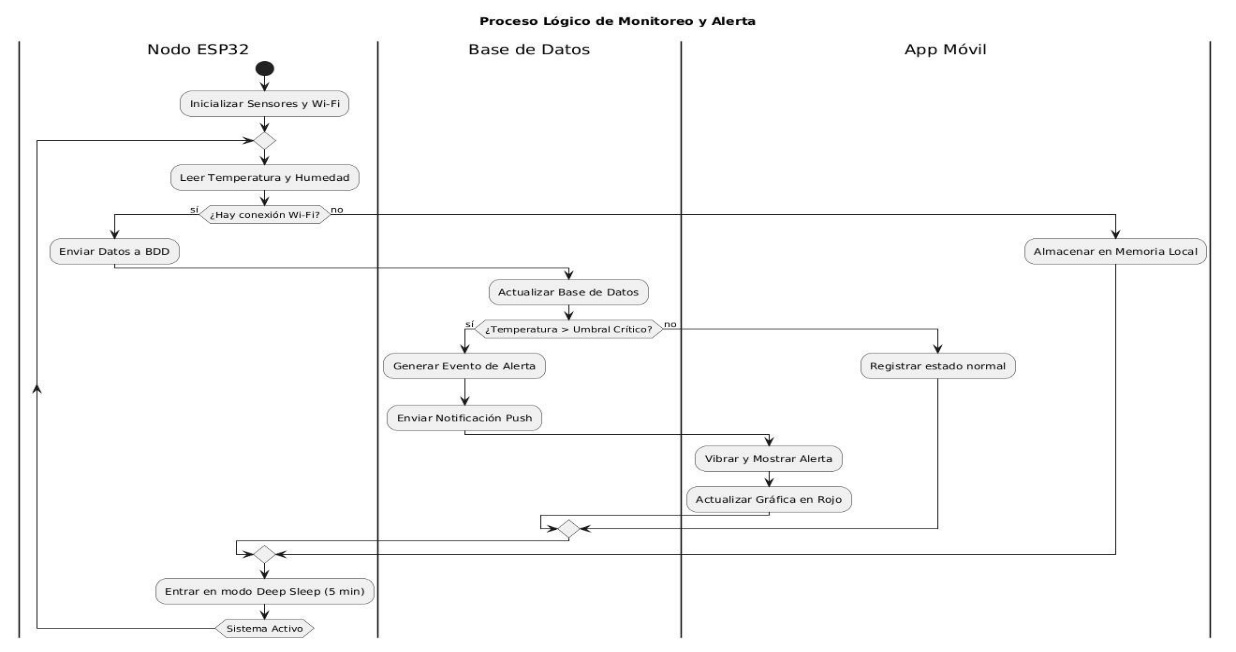 Proceso Lógico de Monitoreo y Alerta
Nodo ESP32
Base de Datos
App Móvil
Inicializar Sensores y Wi-Fi
Leer Temperatura y Humedad
sí
¿Hay conexión Wi-Fi?
no
Enviar Datos a BDD
Almacenar en Memoria Local
Actualizar Base de Datos
sí
¿Temperatura > Umbral Crítico?
no
Generar Evento de Alerta
Registrar estado normal
Enviar Notificación Push
Vibrar y Mostrar Alerta
Actualizar Gráfica en Rojo
Entrar en modo Deep Sleep (5 min)
Sistema Activo